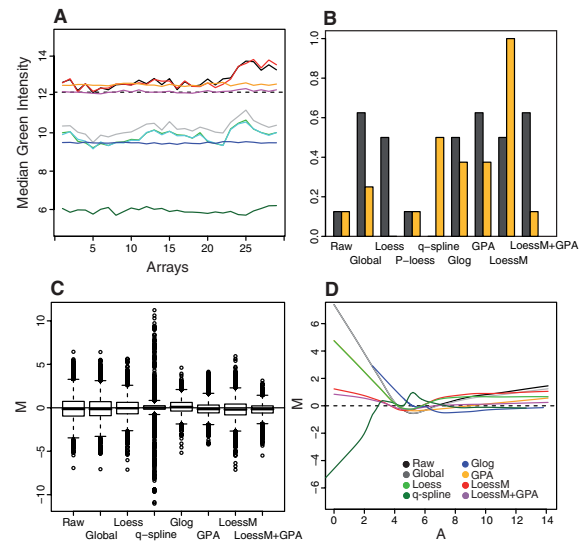 A
Median Green Intensity
14
12
10
8
6
5
10
15
20
25
Arrays
B
1.0
0.8
0.6
0.4
0.2
0.0
Raw
Loess
q-spline
GPA
LoessM+GPA
Global
P-loess
Glog
LoessM
C
M
10
5
0
−5
−10
Raw
Loess
Glog
LoessM
Global
q−spline
GPA
LoessM+GPA
D
M
6
4
2
0
-2
-4
-6
Raw
Global
Loess
q-spline
Glog
GPA
LoessM
LoessM+GPA
0
2
4
6
8
10
12
14
A